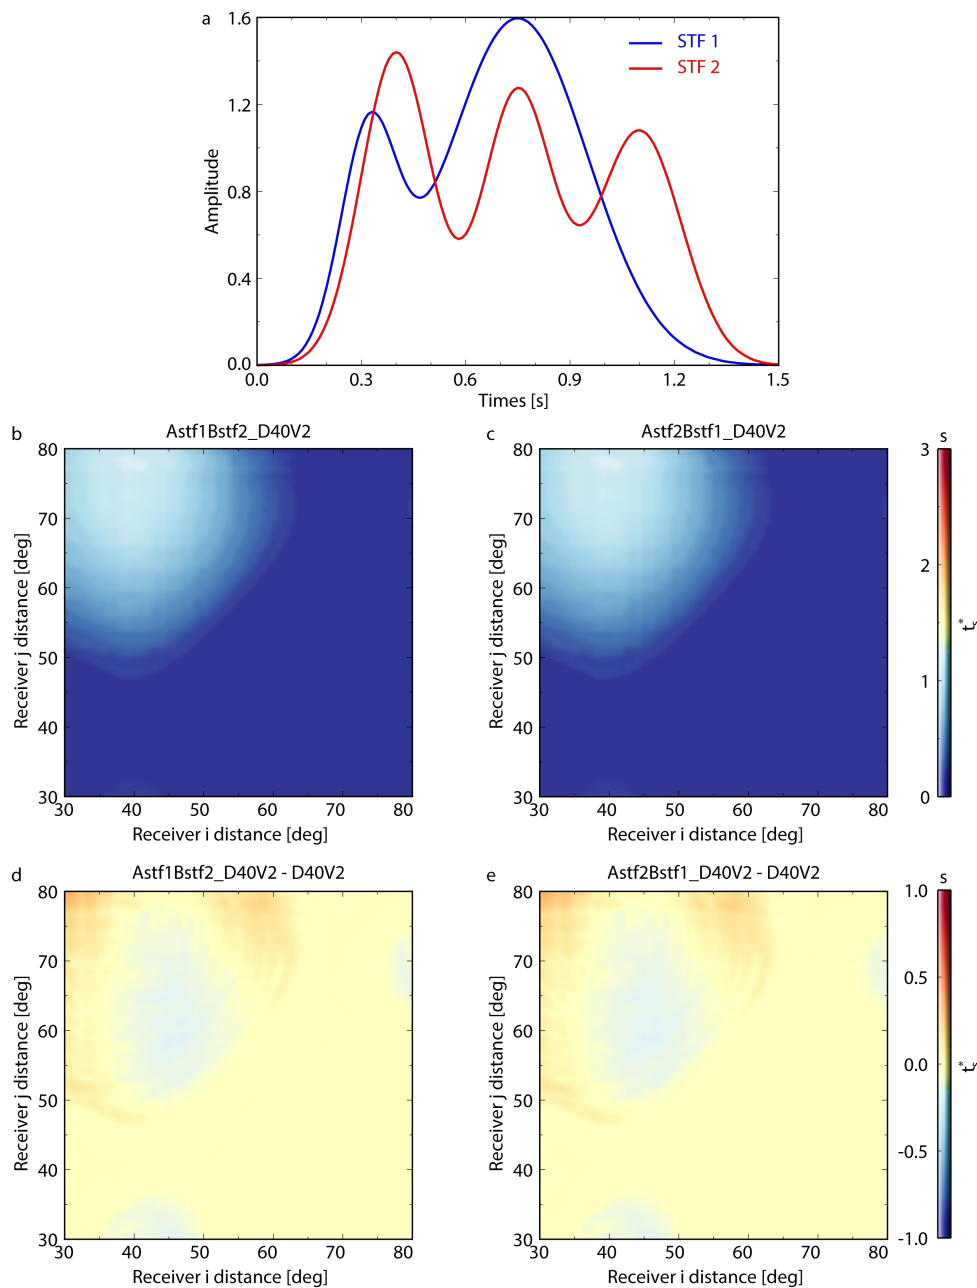 a
1.6
1.2
0.8
0.4
0.0
Amplitude
STF 1
STF 2
0.0 0.3 0.6 0.9 1.2 1.5
Times [s]
b
Astf1Bstf2_D40V2
80
70
60
50
40
30
Receiver j distance [deg]
30 40 50 60 70 80
Receiver i distance [deg]
c
Astf2Bstf1_D40V2
80
70
60
50
40
30
Receiver j distance [deg]
30 40 50 60 70 80
Receiver i distance [deg]
s
3
2
1
0
t*c
d
Astf1Bstf2_D40V2 - D40V2
80
70
60
50
40
30
Receiver j distance [deg]
30 40 50 60 70 80
Receiver i distance [deg]
e
Astf2Bstf1_D40V2 - D40V2
80
70
60
50
40
30
Receiver j distance [deg]
30 40 50 60 70 80
Receiver i distance [deg]
s
1.0
0.5
0.0
-0.5
-1.0
t*c